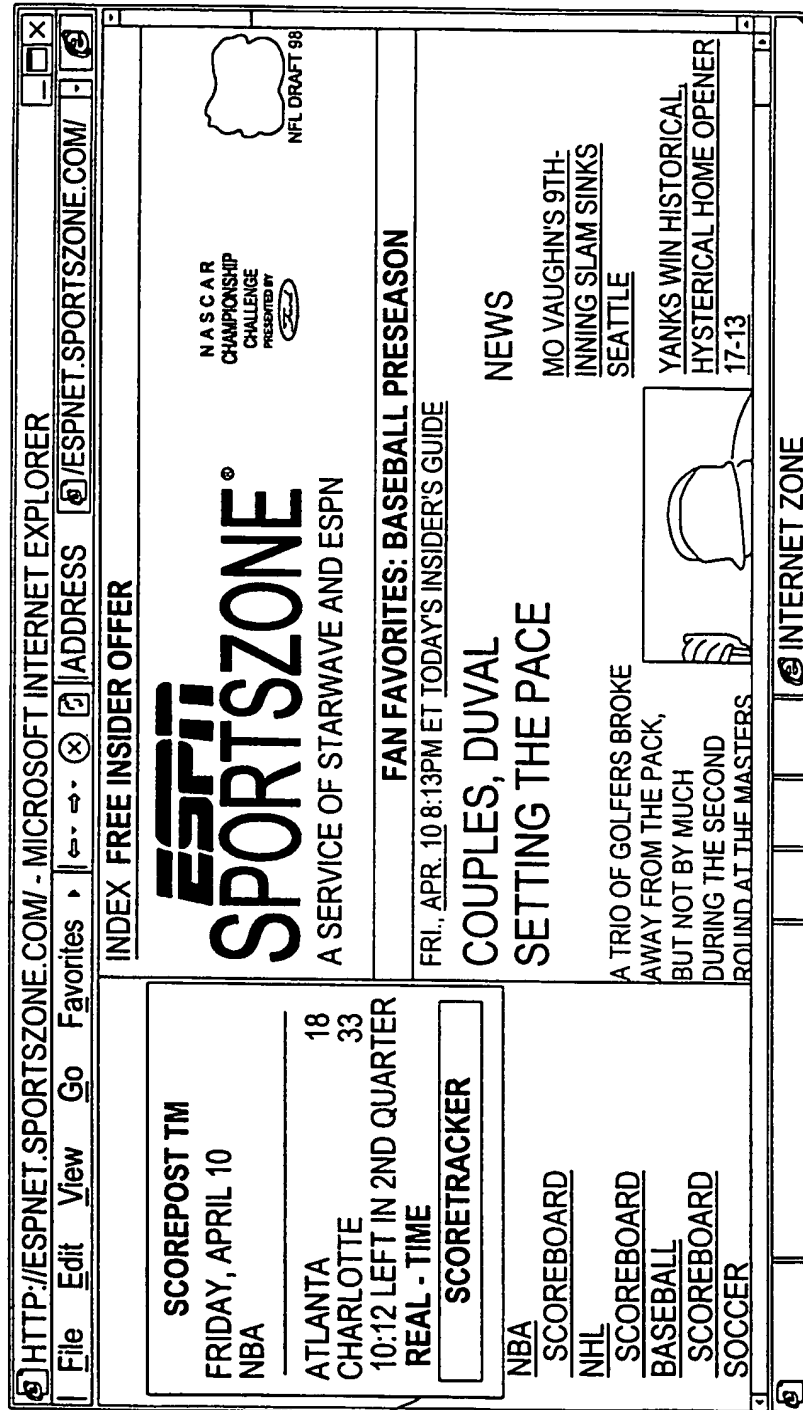 HTTP://ESPNET.SPORTSZONE.COM/ - MICROSOFT INTERNET EXPLORER
File Edit View Go Favorites ADDRESS /ESPNET.SPORTSZONE.COM/
SCOREPOST TM
FRIDAY, APRIL 10
NBA
ATLANTA 18
CHARLOTTE 33
10:12 LEFT IN 2ND QUARTER
REAL - TIME
SCORETRACKER
NBA
SCOREBOARD
NHL
SCOREBOARD
BASEBALL
SCOREBOARD
SOCCER
INDEX FREE INSIDER OFFER
ESPN
SPORTSZONE®
A SERVICE OF STARWAVE AND ESPN
NASCAR
CHAMPIONSHIP
CHALLENGE
PRESENTED BY
Ford
NFL DRAFT 98
FAN FAVORITES: BASEBALL PRESEASON
FRI., APR. 10 8:13PM ET TODAY'S INSIDER'S GUIDE
COUPLES, DUVAL
SETTING THE PACE
A TRIO OF GOLFERS BROKE
AWAY FROM THE PACK,
BUT NOT BY MUCH
DURING THE SECOND
ROUND AT THE MASTERS
NEWS
MO VAUGHN'S 9TH-
INNING SLAM SINKS
SEATTLE
YANKS WIN HISTORICAL,
HYSTERICAL HOME OPENER
17-13
INTERNET ZONE